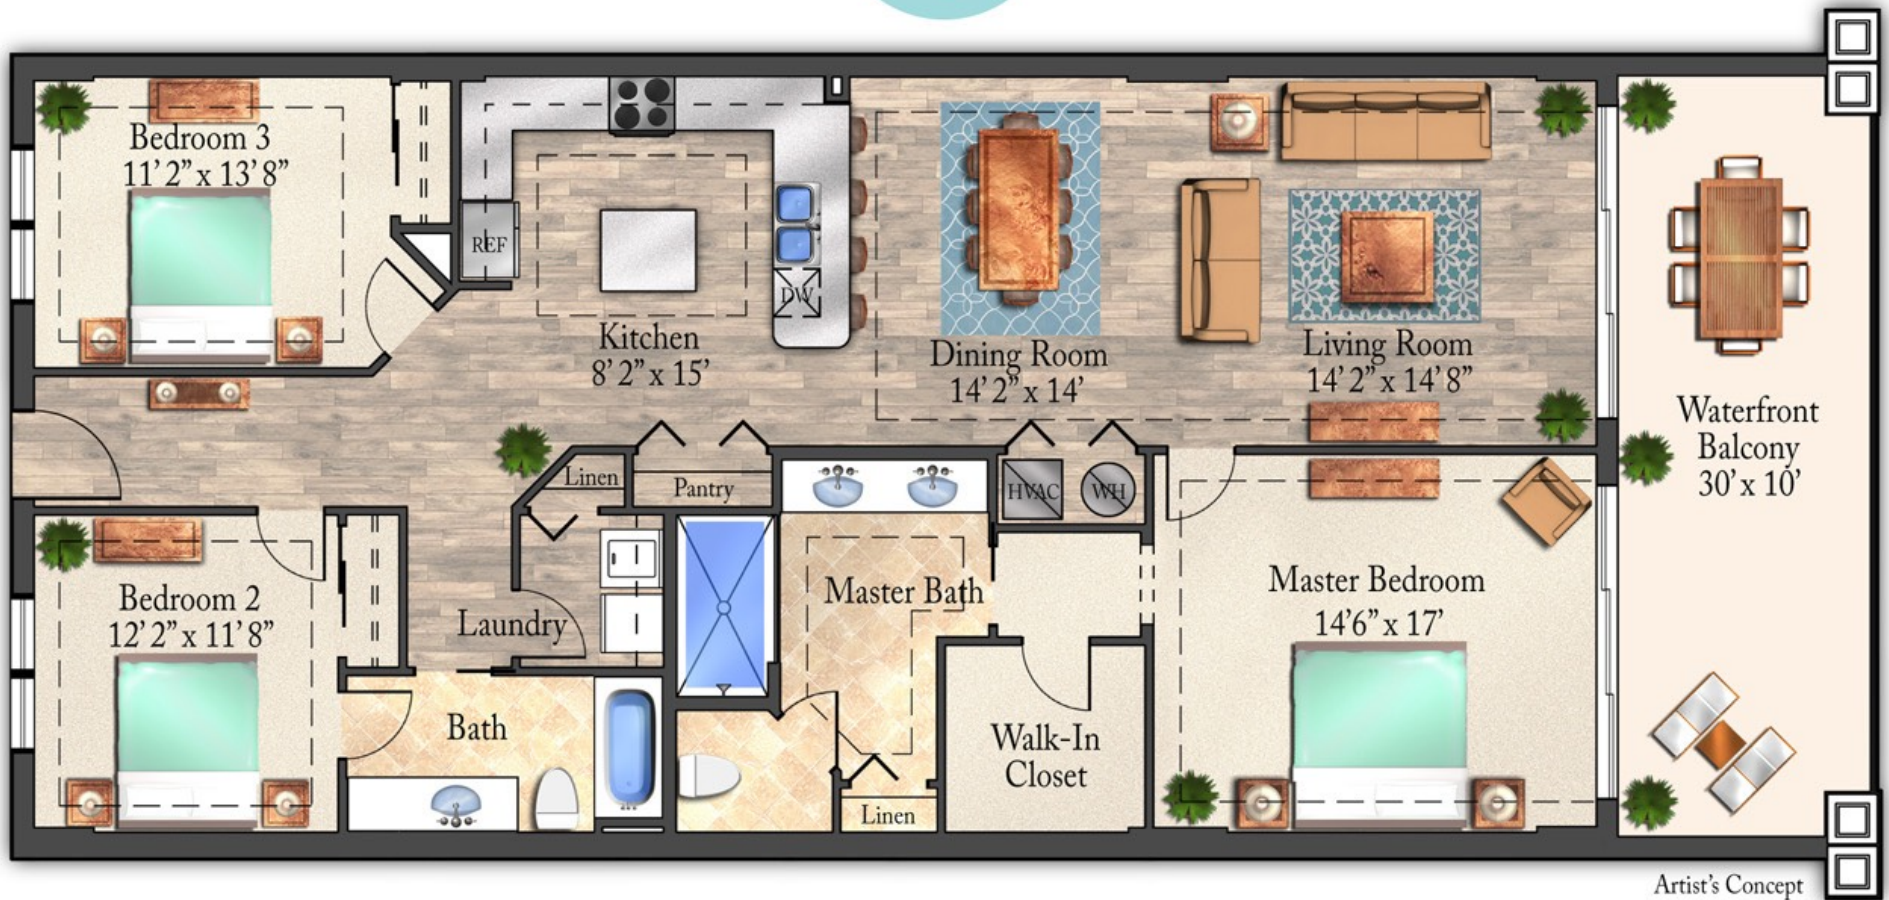 Bedroom 3
11’ 2” x 13’ 8”
REF
DW
Kitchen
8’ 2” x 15’
Dining Room
14’ 2” x 14’
Living Room
14’ 2” x 14’ 8”
Waterfront
Balcony
30’ x 10’
Linen
Pantry
HVAC
WH
Bedroom 2
12’ 2” x 11’ 8”
Laundry
Master Bath
Master Bedroom
14’6” x 17’
Bath
Walk-In
Closet
Linen
Artist’s Concept